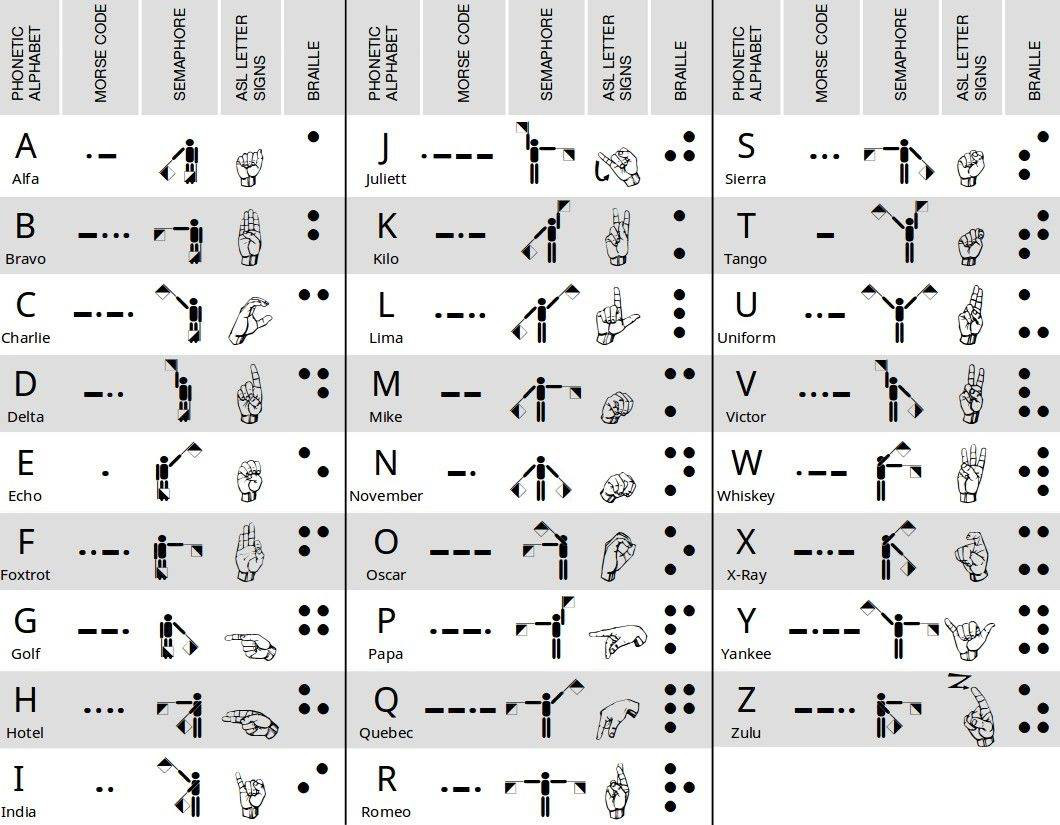 PHONETIC
ALPHABET
MORSE CODE
SEMAPHORE
ASL LETTER
SIGNS
BRAILLE
A
Alfa
B
Bravo
C
Charlie
D
Delta
E
Echo
F
Foxtrot
G
Golf
H
Hotel
I
India
PHONETIC
ALPHABET
MORSE CODE
SEMAPHORE
ASL LETTER
SIGNS
BRAILLE
J
Juliett
K
Kilo
L
Lima
M
Mike
N
November
O
Oscar
P
Papa
Q
Quebec
R
Romeo
PHONETIC
ALPHABET
MORSE CODE
SEMAPHORE
ASL LETTER
SIGNS
BRAILLE
S
Sierra
T
Tango
U
Uniform
V
Victor
W
Whiskey
X
X-Ray
Y
Yankee
Z
Zulu